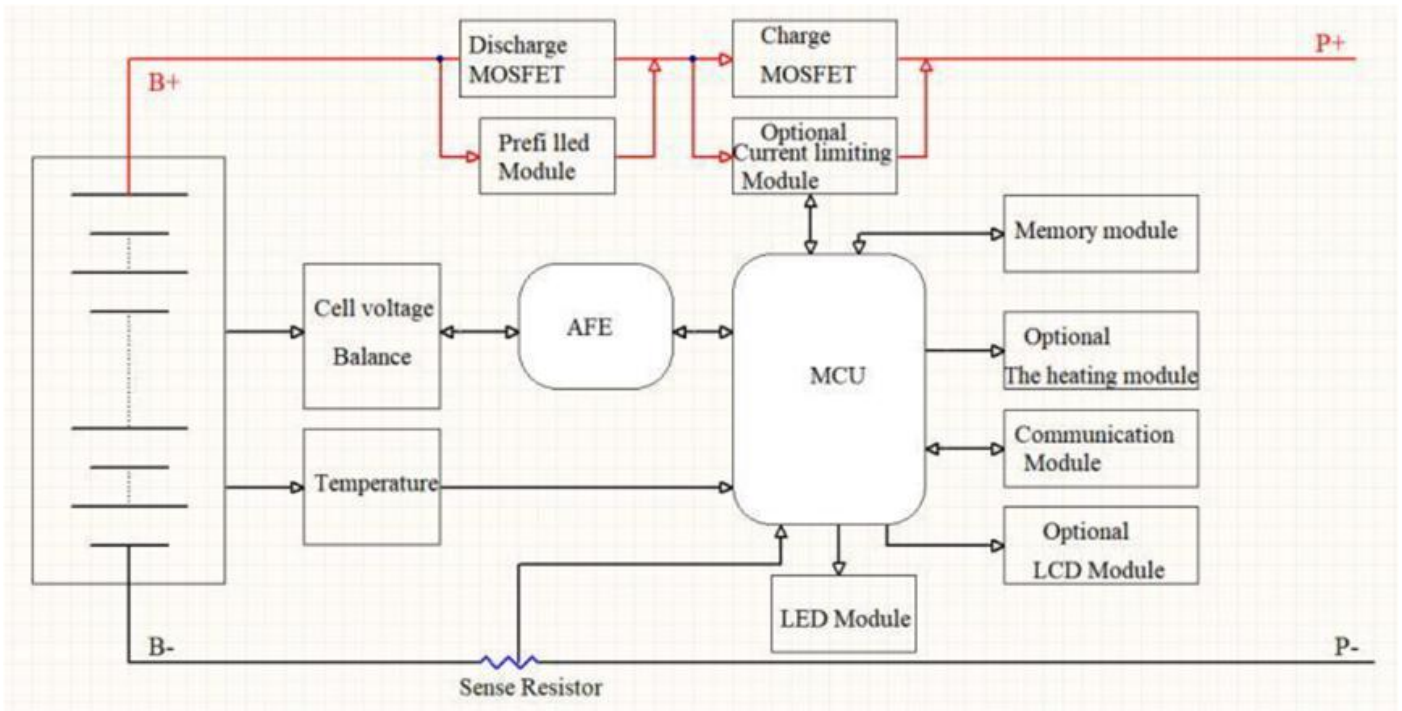 Discharge
MOSFET
Charge
MOSFET
P+
B+
Prefi lled
Module
Optional
Current limiting
Module
Memory module
Cell voltage
Balance
AFE
MCU
Optional
The heating module
Communication
Module
Temperature
Optional
LCD Module
LED Module
B-
P-
Sense Resistor